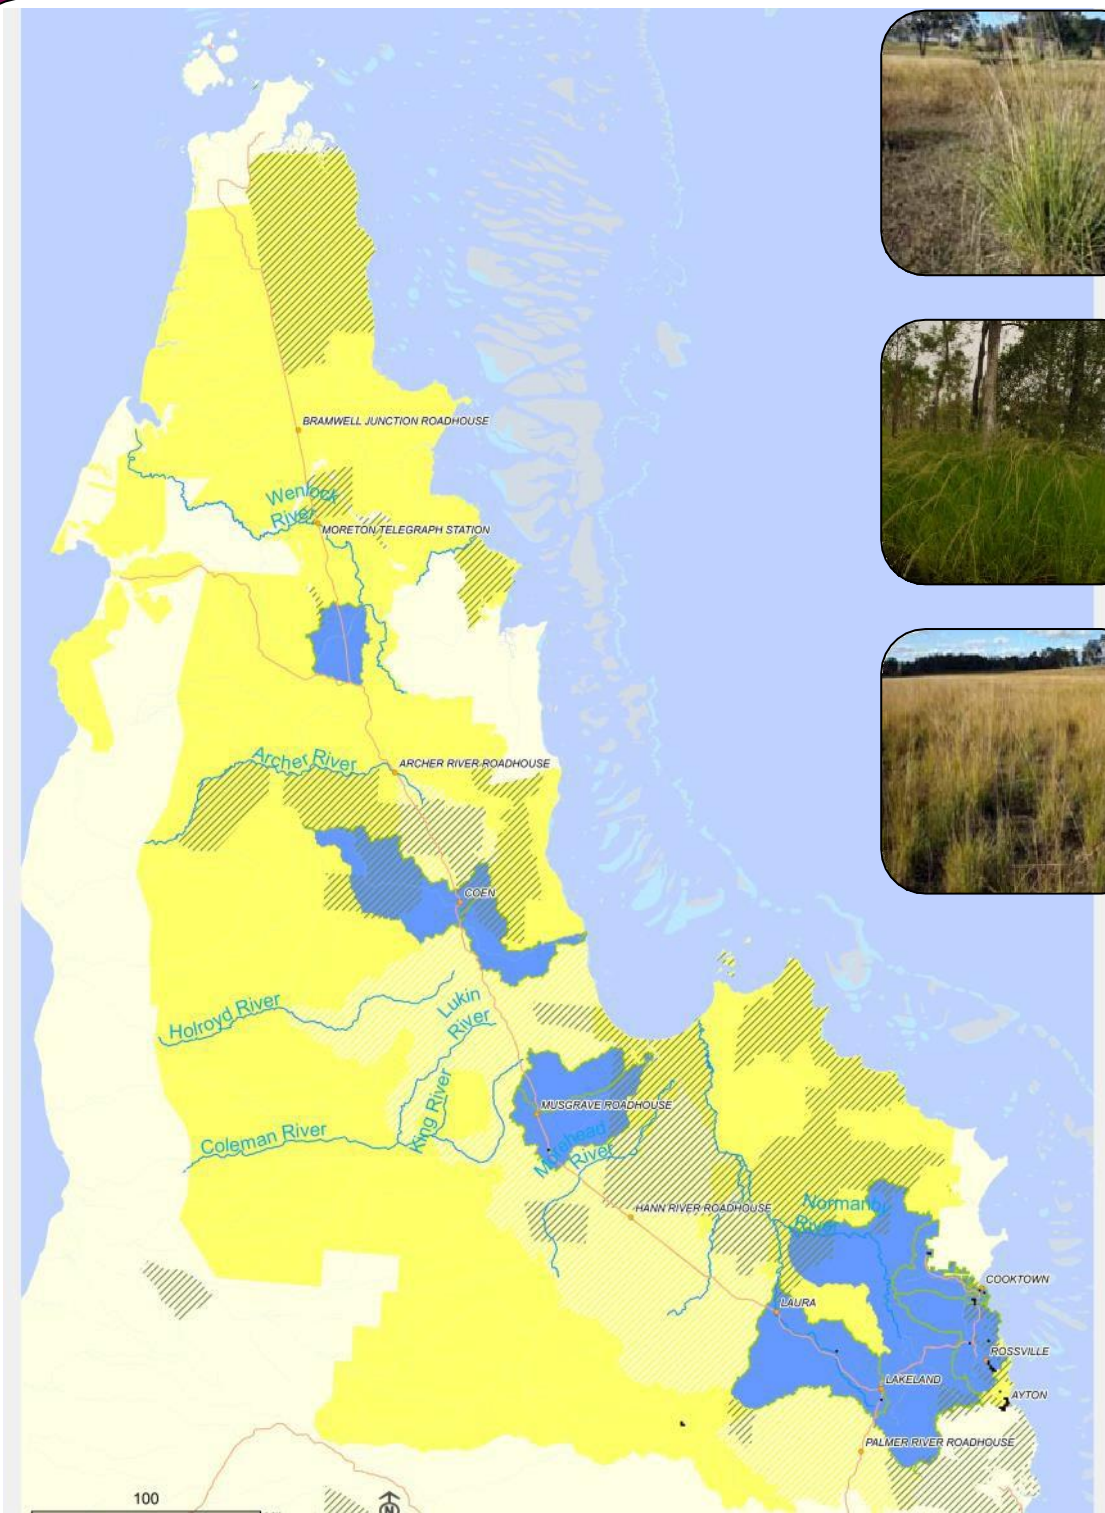 BRAMWELL JUNCTION ROADHOUSE
Wenlock
River
MORETON TELEGRAPH STATION
Archer River
ARCHER RIVER ROADHOUSE
COEN
Holroyd River
Lukin
River
King River
MUSGRAVE ROADHOUSE
Coleman River
Morehead
River
HANN RIVER ROADHOUSE
Normanby
River
COOKTOWN
LAURA
ROSSVILLE
LAKELAND
AYTON
PALMER RIVER ROADHOUSE
100
N